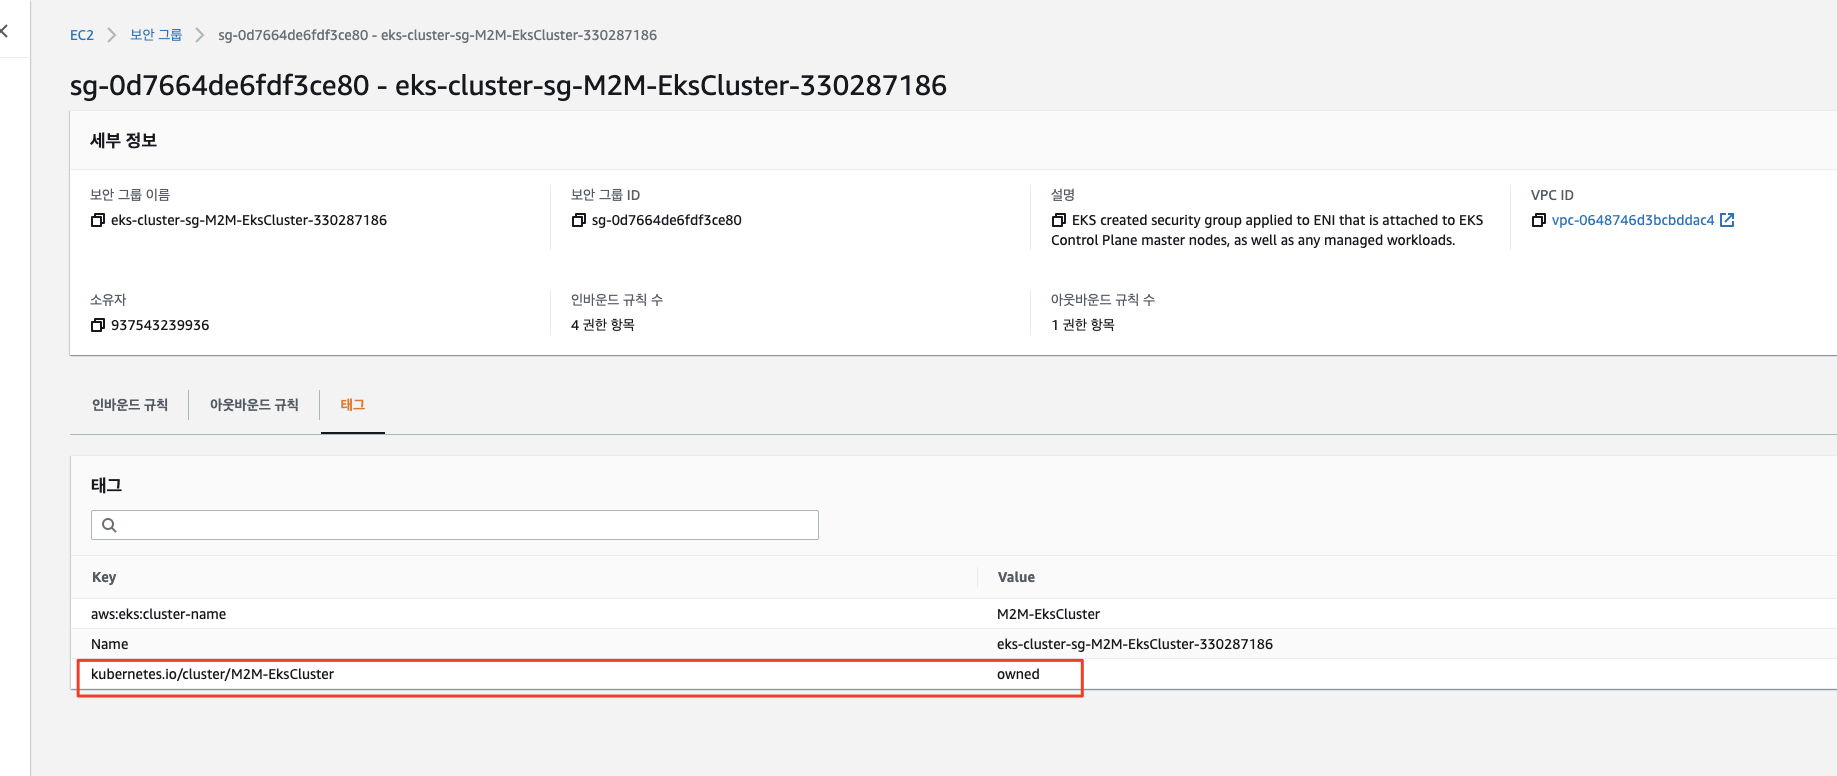 EC2 > 보안 그룹 > sg-0d7664de6fdf3ce80 - eks-cluster-sg-M2M-EksCluster-330287186
sg-0d7664de6fdf3ce80 - eks-cluster-sg-M2M-EksCluster-330287186
세부 정보
보안 그룹 이름
eks-cluster-sg-M2M-EksCluster-330287186
보안 그룹 ID
sg-0d7664de6fdf3ce80
설명
EKS created security group applied to ENI that is attached to EKS
Control Plane master nodes, as well as any managed workloads.
VPC ID
vpc-0648746d3bcbddac4
소유자
937543239936
인바운드 규칙 수
4 권한 항목
아웃바운드 규칙 수
1 권한 항목
인바운드 규칙 아웃바운드 규칙 태그
태그
Key Value
aws:eks:cluster-name M2M-EksCluster
Name eks-cluster-sg-M2M-EksCluster-330287186
kubernetes.io/cluster/M2M-EksCluster owned